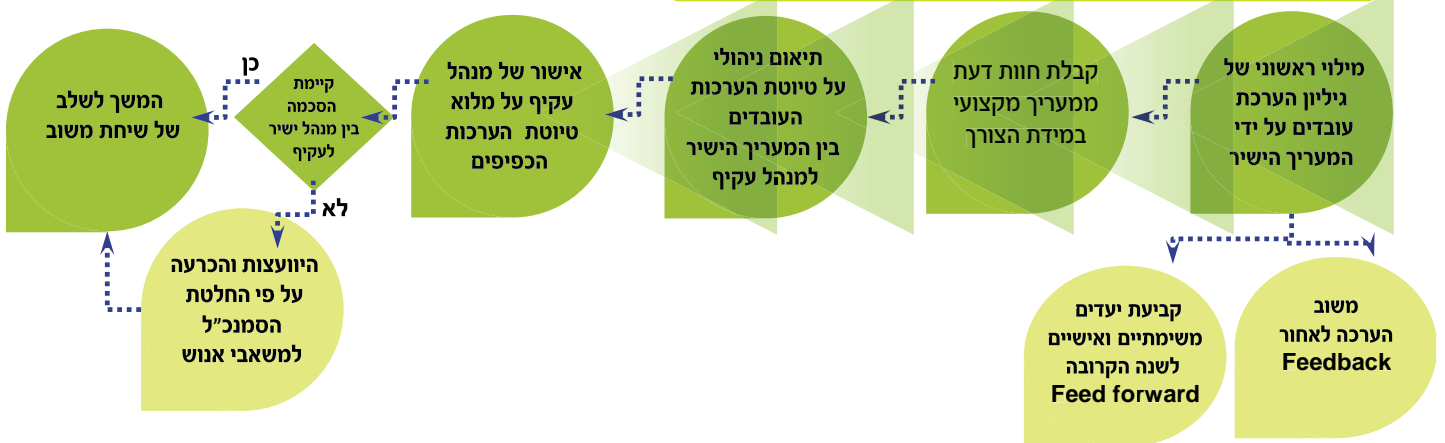 מילוי ראשוני של
גיליון הערכת
עובדים על ידי
המעריך הישיר
משוב
הערכה לאחור
Feedback
קביעת יעדים
משימתיים ואישיים
לשנה הקרובה
Feed forward
קבלת חוות דעת
ממעריך מקצועי
במידת הצורך
תיאום ניהולי
על טיוטת הערכות
העובדים
בין המעריך הישיר
למנהל עקיף
אישור של מנהל
עקיף על מלוא
טיוטת הערכות
הכפיפים
קיימת
הסכמה
בין מנהל ישיר
לעקיף
כן
המשך לשלב
של שיחת משוב
לא
היוועצות והכרעה
על פי החלטת
הסמנכ"ל
למשאבי אנוש